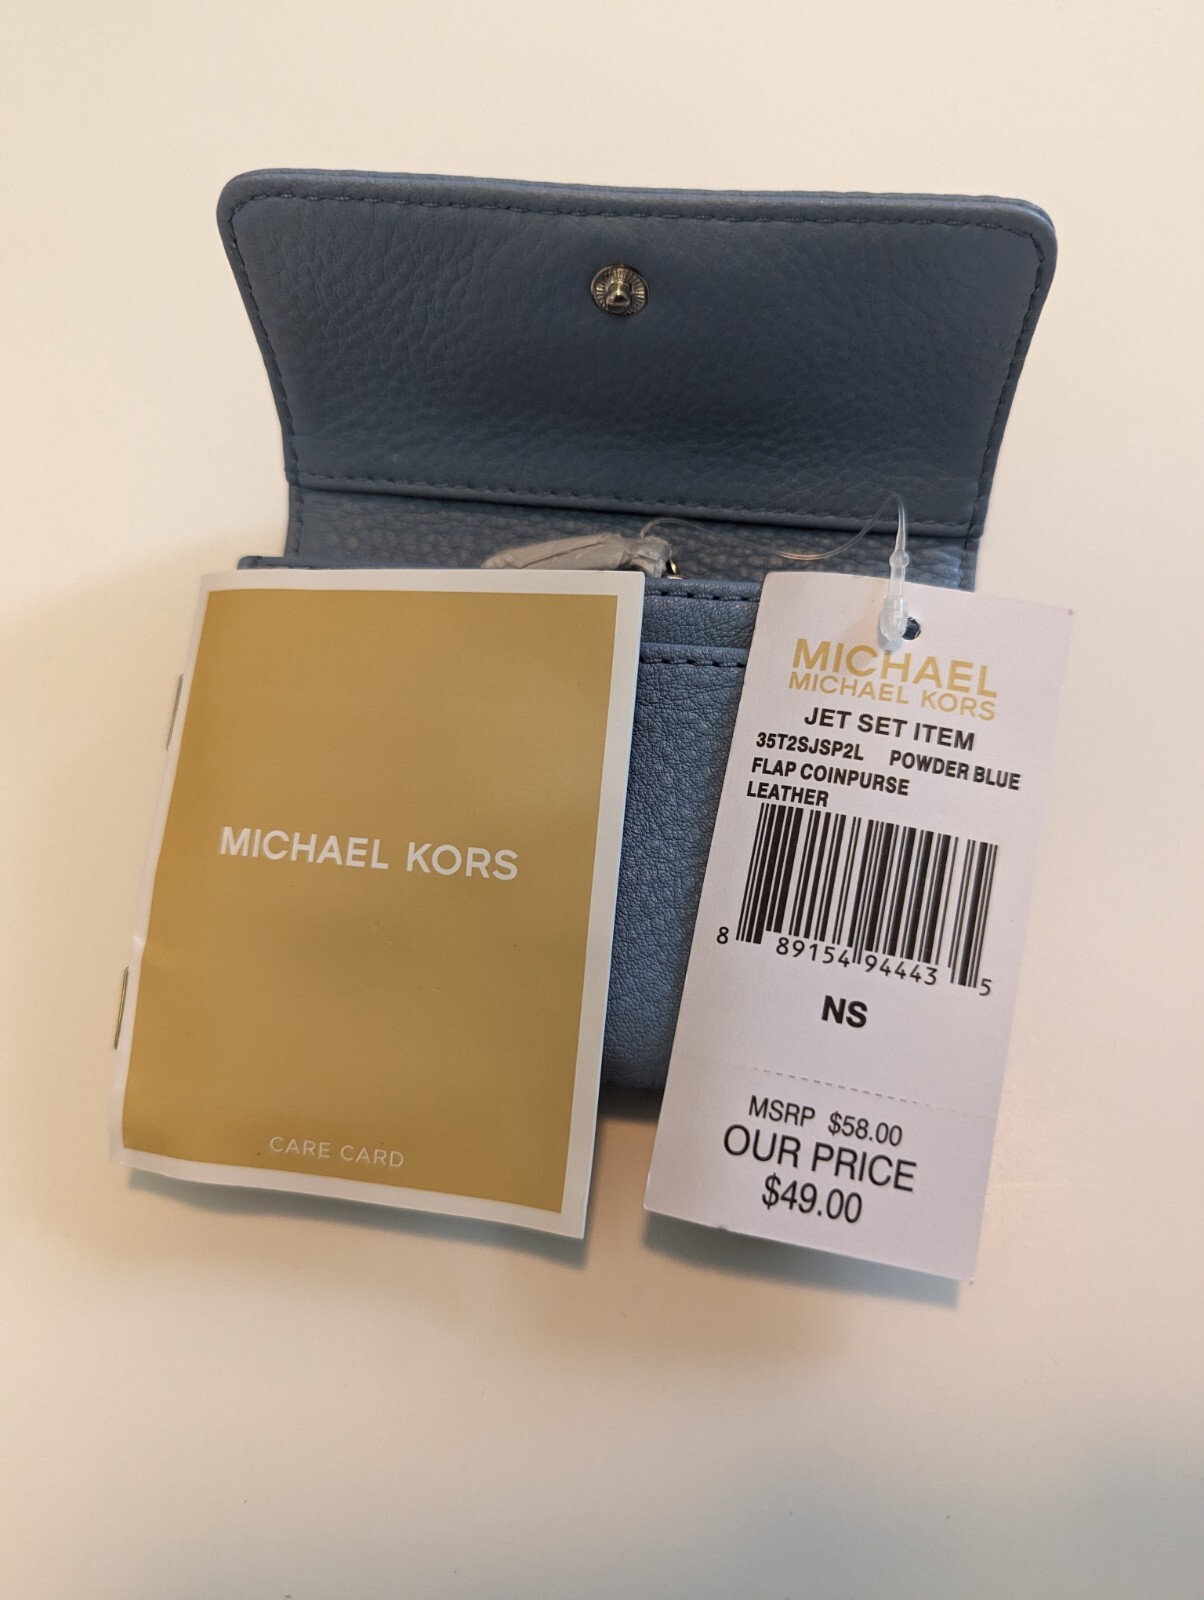 MICHAEL KORS
CARE CARD
MICHAEL
MICHAEL KORS
JET SET ITEM
35T2SJSP2L POWDER BLUE
FLAP COINPURSE
LEATHER
8 89154 94443 5
NS
MSRP $58.00
OUR PRICE
$49.00